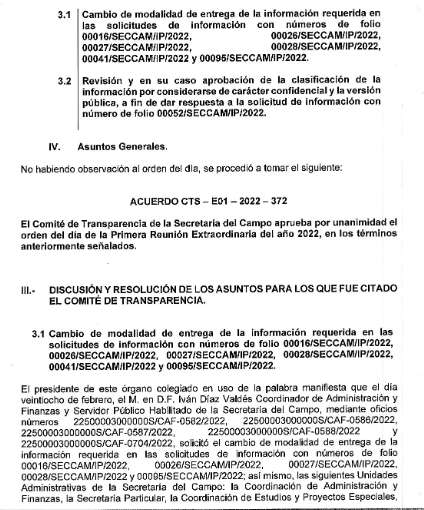 3.1 Cambio de modalidad de entrega de la información requerida en
las solicitudes de información con números de folio
00016/SECCAM/IP/2022, 00026/SECCAM/IP/2022,
00027/SECCAM/IP/2022, 00028/SECCAM/IP/2022,
00041/SECCAM/IP/2022 y 00095/SECCAM/IP/2022.
3.2 Revisión y en su caso aprobación de la clasificación de la
información por considerarse de carácter confidencial y la versión
pública, a fin de dar respuesta a la solicitud de información con
número de folio 00052/SECCAM/IP/2022.
IV. Asuntos Generales.
No habiendo observación al orden del día, se procedió a tomar el siguiente:
ACUERDO CTS – E01 – 2022 – 372
El Comité de Transparencia de la Secretaria del Campo aprueba por unanimidad el
orden del día de la Primera Reunión Extraordinaria del año 2022, en los términos
anteriormente señalados.
III.- DISCUSIÓN Y RESOLUCIÓN DE LOS ASUNTOS PARA LOS QUE FUE CITADO
EL COMITÉ DE TRANSPARENCIA.
3.1 Cambio de modalidad de entrega de la información requerida en las
solicitudes de información con números de folio 00016/SECCAM/IP/2022,
00026/SECCAM/IP/2022, 00027/SECCAM/IP/2022, 00028/SECCAM/IP/2022,
00041/SECCAM/IP/2022 y 00095/SECCAM/IP/2022.
El presidente de este órgano colegiado en uso de la palabra manifiesta que el día
veintiocho de febrero, el M. en D.F. Iván Díaz Valdés Coordinador de Administración y
Finanzas y Servidor Público Habilitado de la Secretaria del Campo, mediante oficios
números 22500003000000S/CAF-0582/2022, 22500003000000S/CAF-0586/2022,
22500003000000S/CAF-0587/2022, 22500003000000S/CAF-0588/2022 y
22500003000000S/CAF-0704/2022, solicitó el cambio de modalidad de entrega de la
información requerida en las solicitudes de información con números de folio
00016/SECCAM/IP/2022, 00026/SECCAM/IP/2022, 00027/SECCAM/IP/2022,
00028/SECCAM/IP/2022 y 00095/SECCAM/IP/2022; así mismo, las siguientes Unidades
Administrativas de la Secretaría del Campo: la Coordinación de Administración y
Finanzas, la Secretaría Particular, la Coordinación de Estudios y Proyectos Especiales,